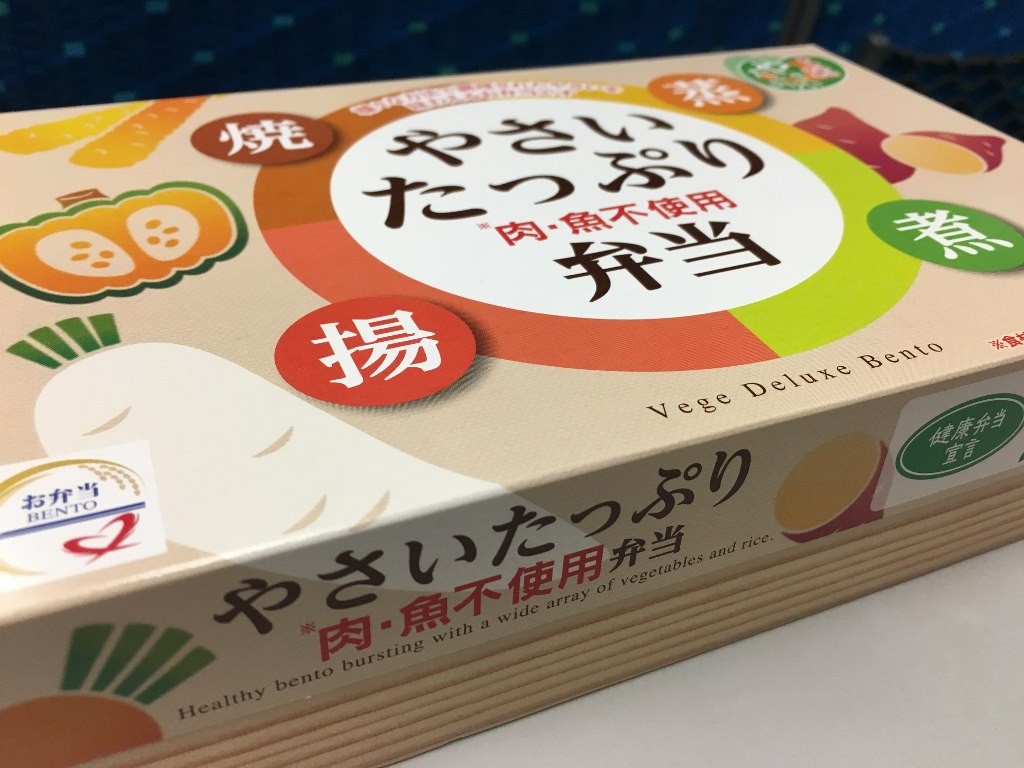 焼
蒸
やさい
たっぷり
※肉・魚不使用
弁当
煮
揚
Vege Deluxe Bento
※食
お弁当
BENTO
健康弁当
宣言
やさいたっぷり
※肉・魚不使用弁当
Healthy bento bursting with a wide array of vegetables and rice.